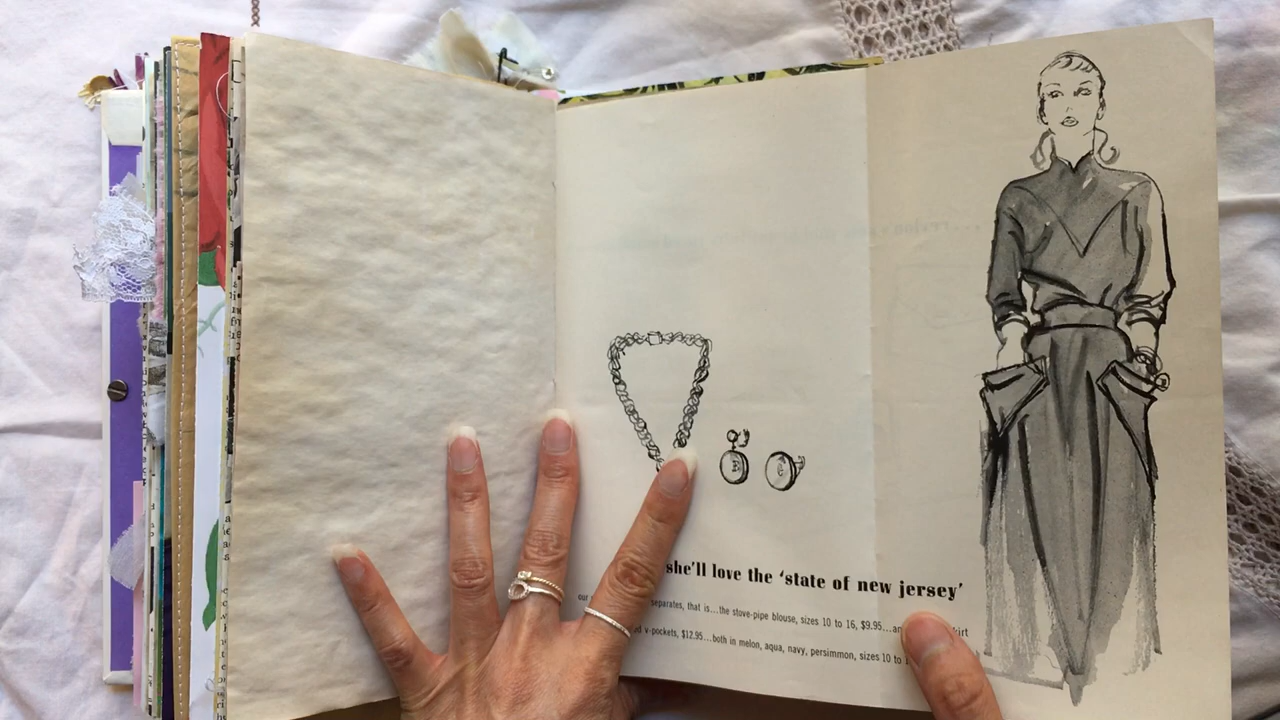 she'll love the 'state of new jersey'
our separates, that is...the stove-pipe blouse, sizes 10 to 16, $9.95...
v-pockets, $12.95...both in melon, aqua, navy, persimmon, sizes 10 to